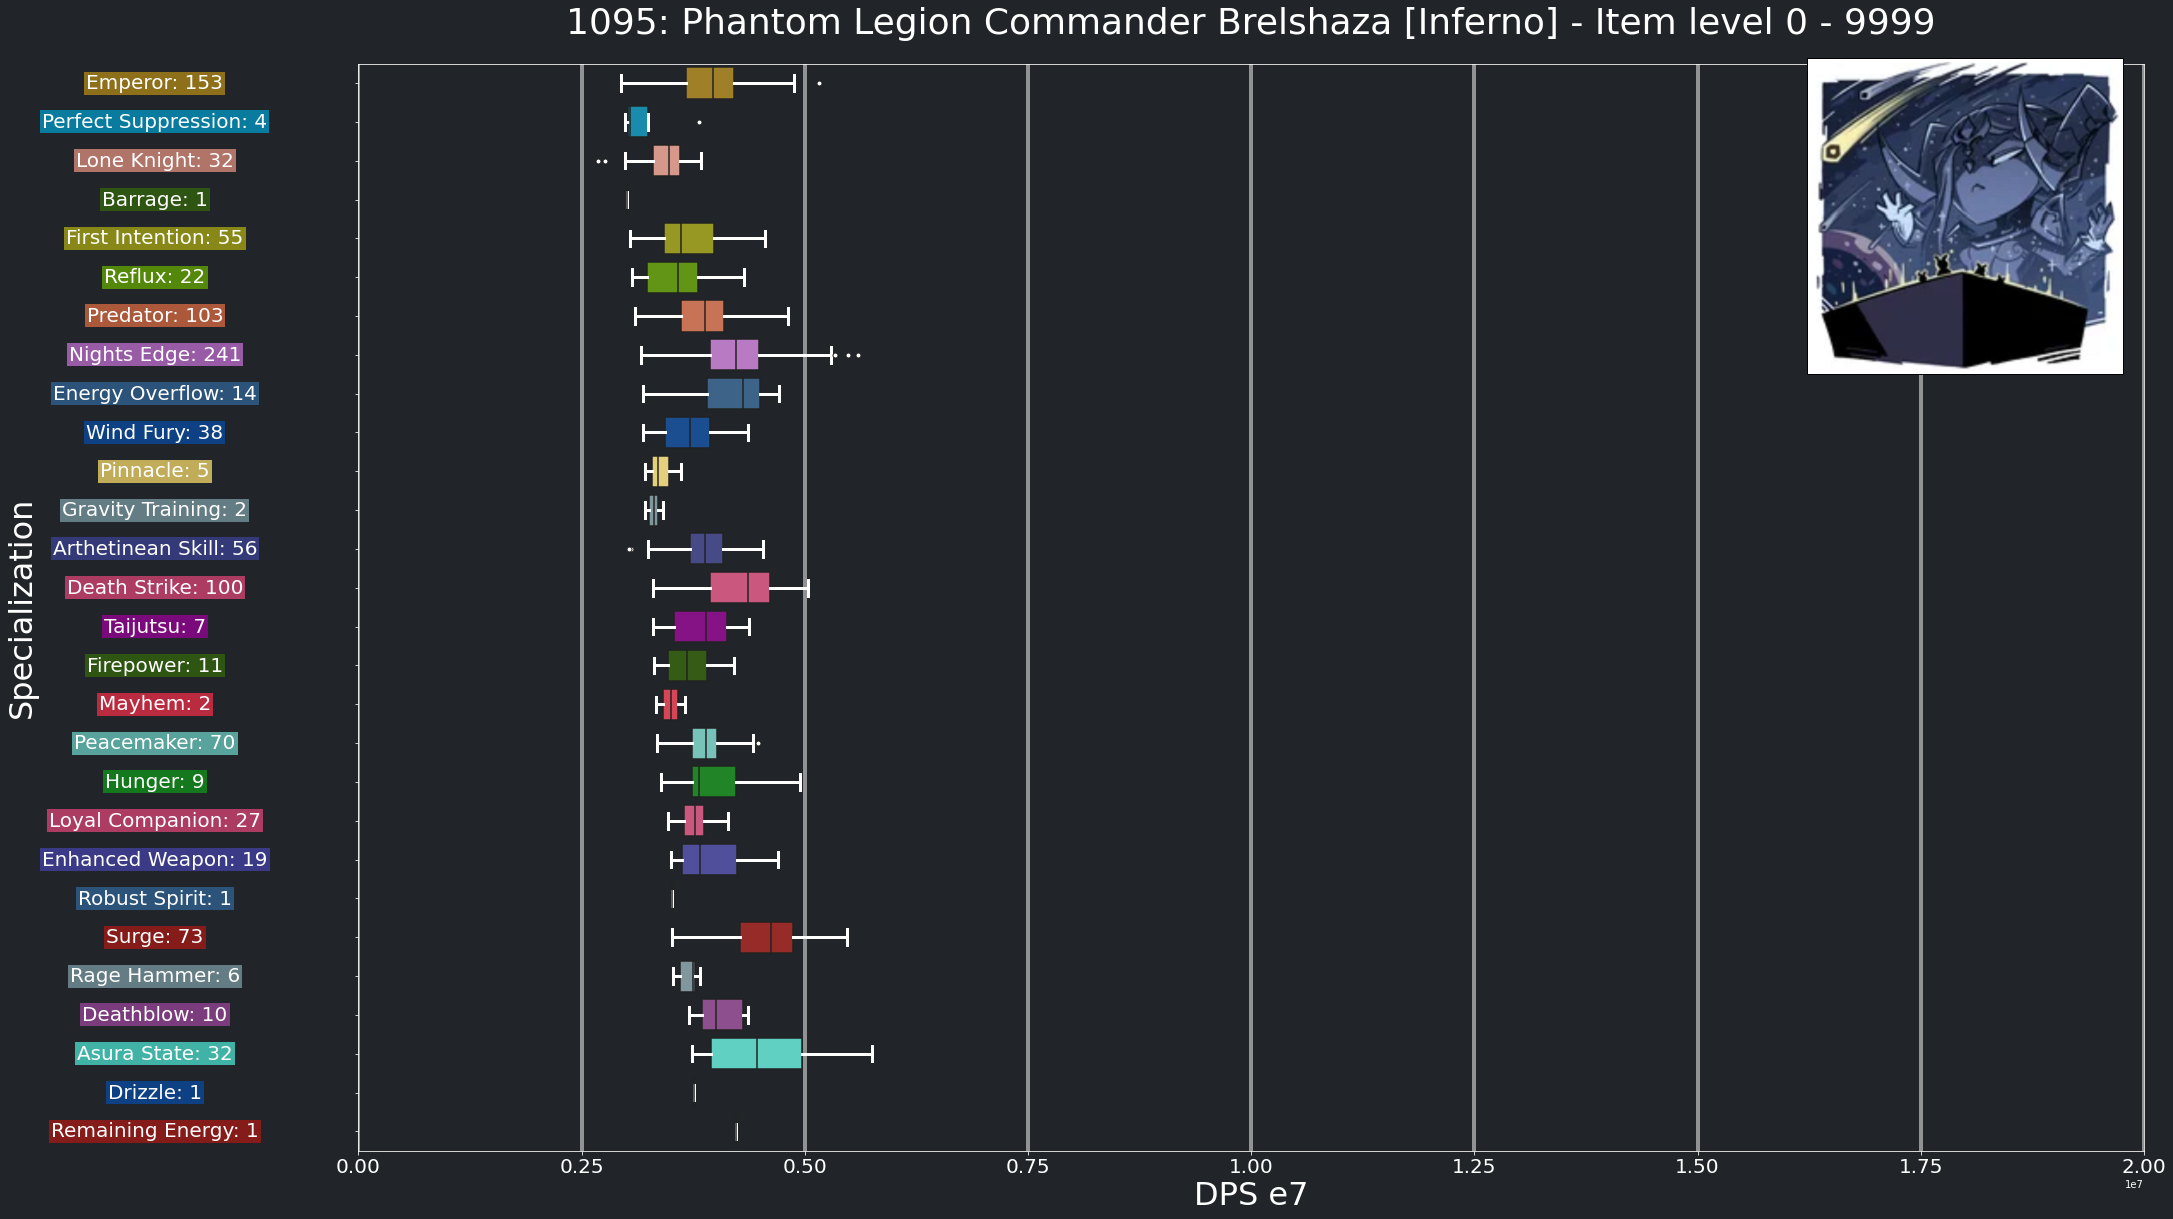 1095: Phantom Legion Commander Brelshaza [Inferno] - Item level 0 - 9999
Emperor: 153
Perfect Suppression: 4
Lone Knight: 32
Barrage: 1
First Intention: 55
Reflux: 22
Predator: 103
Nights Edge: 241
Energy Overflow: 14
Wind Fury: 38
Pinnacle: 5
Gravity Training: 2
Arthetinean Skill: 56
Death Strike: 100
Taijutsu: 7
Firepower: 11
Mayhem: 2
Peacemaker: 70
Hunger: 9
Loyal Companion: 27
Enhanced Weapon: 19
Robust Spirit: 1
Surge: 73
Rage Hammer: 6
Deathblow: 10
Asura State: 32
Drizzle: 1
Remaining Energy: 1
Specialization
0.00 0.25 0.50 0.75 1.00 1.25 1.50 1.75 2.00
1e7
DPS e7